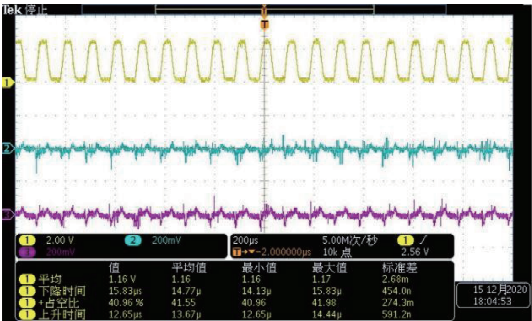 Tek 停止
T
T
1
2
3
1 2.00 V 2 200mV 200μs 5.00M次/秒 1 /
3 200mV T→▼-2.000000μs 10k 点 2.56 V
值 平均值 最小值 最大值 标准差
1 平均 1.16 V 1.16 1.16 1.17 2.68m
1 下降时间 15.83μs 14.77μ 14.13μ 15.83μ 454.0n
1 +占空比 40.96 % 41.55 40.96 41.98 274.3m
1 上升时间 12.65μs 13.67μ 12.65μ 14.44μ 591.2n
15 12月2020
18:04:53